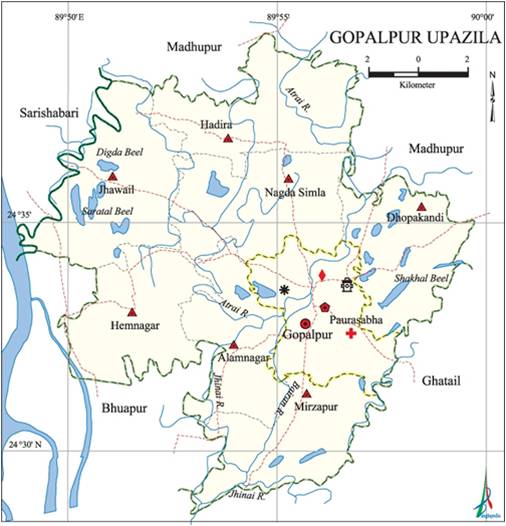 89°50'E
89°55'
90°00'
GOPALPUR UPAZILA
2 0 2
Kilometer
N
Madhupur
Atrai R.
Sarishabari
Hadira
Digda Beel
Madhupur
Jhawail
Nagda Simla
Saratal Beel
Dhopakandi
24°35'
Shakhal Beel
Atrai R.
Hemnagar
Paurasabha
Gopalpur
Alamnagar
Ghatail
Jhinai R.
Bairan R.
Bhuapur
Mirzapur
24°30' N
Jhinai R.